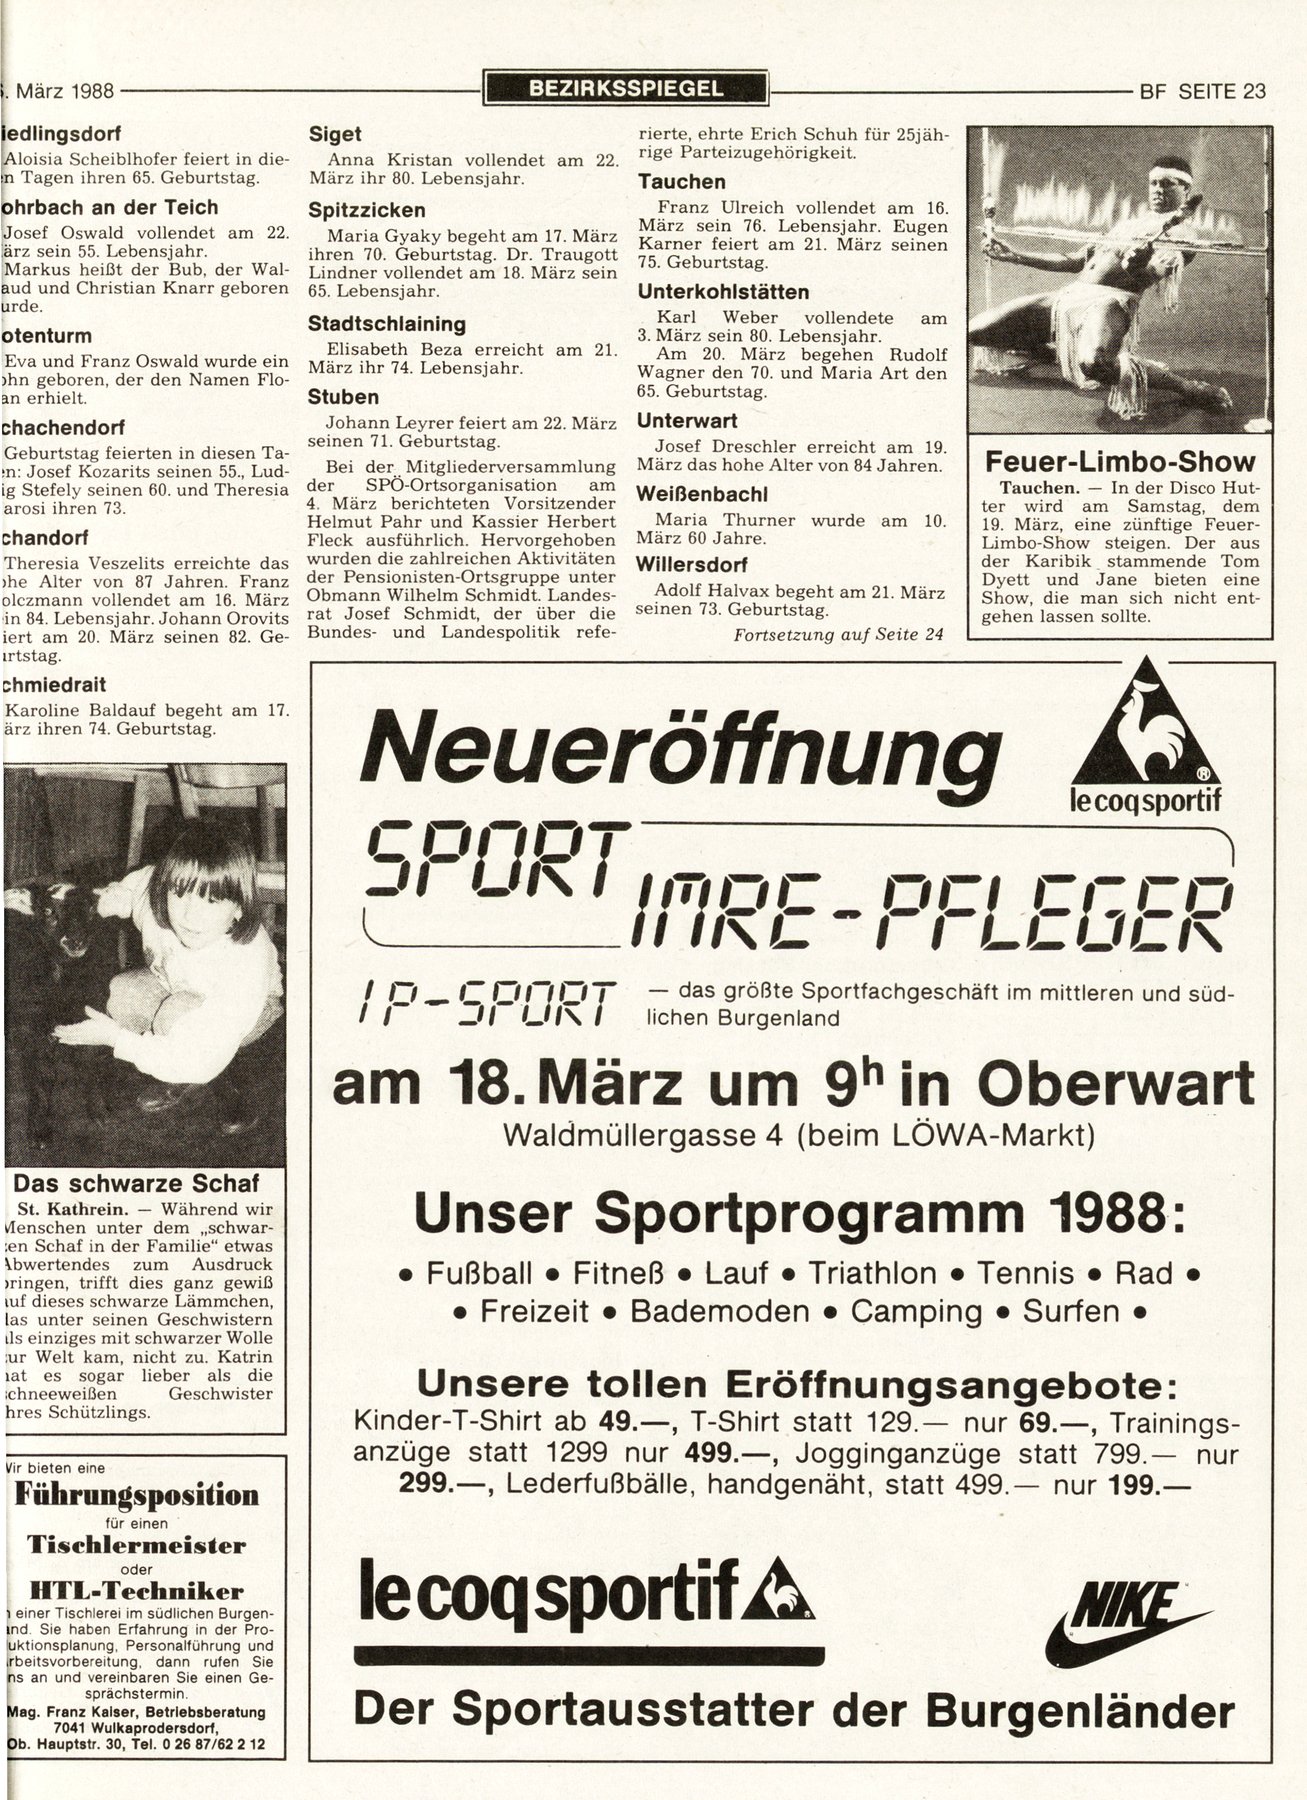 . März 1988
BEZIRKSSPIEGEL
BF SEITE 23
iedlingsdorf
Aloisia Scheiblhofer feiert in die-
n Tagen ihren 65. Geburtstag.
ohrbach an der Teich
Josef Oswald vollendet am 22.
ärz sein 55. Lebensjahr.
Markus heißt der Bub, der Wal-
aud und Christian Knarr geboren
urde.
otenturm
Eva und Franz Oswald wurde ein
ohn geboren, der den Namen Flo-
an erhielt.
chachendorf
Geburtstag feierten in diesen Ta-
en: Josef Kozarits seinen 55., Lud-
ig Stefely seinen 60. und Theresia
arosi ihren 73.
chandorf
Theresia Veszelits erreichte das
ohe Alter von 87 Jahren. Franz
olczmann vollendet am 16. März
in 84. Lebensjahr. Johann Orovits
iert am 20. März seinen 82. Ge-
urtstag.
chmiedrait
Karoline Baldauf begeht am 17.
ärz ihren 74. Geburtstag.
Das schwarze Schaf
St. Kathrein. — Während wir
Menschen unter dem „schwar-
zen Schaf in der Familie“ etwas
Abwertendes zum Ausdruck
bringen, trifft dies ganz gewiß
auf dieses schwarze Lämmchen,
das unter seinen Geschwistern
als einziges mit schwarzer Wolle
zur Welt kam, nicht zu. Katrin
hat es sogar lieber als die
schneeweißen Geschwister
ihres Schützlings.
Wir bieten eine
Führungsposition
für einen
Tischlermeister
oder
HTL-Techniker
in einer Tischlerei im südlichen Burgen-
and. Sie haben Erfahrung in der Pro-
uktionsplanung, Personalführung und
rbeitsvorbereitung, dann rufen Sie
ns an und vereinbaren Sie einen Ge-
sprächstermin.
Mag. Franz Kaiser, Betriebsberatung
7041 Wulkaprodersdorf,
Ob. Hauptstr. 30, Tel. 0 26 87/62 2 12
Siget
Anna Kristan vollendet am 22.
März ihr 80. Lebensjahr.
Spitzzicken
Maria Gyaky begeht am 17. März
ihren 70. Geburtstag. Dr. Traugott
Lindner vollendet am 18. März sein
65. Lebensjahr.
Stadtschlaining
Elisabeth Beza erreicht am 21.
März ihr 74. Lebensjahr.
Stuben
Johann Leyrer feiert am 22. März
seinen 71. Geburtstag.
Bei der Mitgliederversammlung
der SPÖ-Ortsorganisation am
4. März berichteten Vorsitzender
Helmut Pahr und Kassier Herbert
Fleck ausführlich. Hervorgehoben
wurden die zahlreichen Aktivitäten
der Pensionisten-Ortsgruppe unter
Obmann Wilhelm Schmidt. Landes-
rat Josef Schmidt, der über die
Bundes- und Landespolitik refe-
rierte, ehrte Erich Schuh für 25jäh-
rige Parteizugehörigkeit.
Tauchen
Franz Ulreich vollendet am 16.
März sein 76. Lebensjahr. Eugen
Karner feiert am 21. März seinen
75. Geburtstag.
Unterkohlstätten
Karl Weber vollendete am
3. März sein 80. Lebensjahr.
Am 20. März begehen Rudolf
Wagner den 70. und Maria Art den
65. Geburtstag.
Unterwart
Josef Dreschler erreicht am 19.
März das hohe Alter von 84 Jahren.
Weißenbachl
Maria Thurner wurde am 10.
März 60 Jahre.
Willersdorf
Adolf Halvax begeht am 21. März
seinen 73. Geburtstag.
Fortsetzung auf Seite 24
Feuer-Limbo-Show
Tauchen. — In der Disco Hut-
ter wird am Samstag, dem
19. März, eine zünftige Feuer-
Limbo-Show steigen. Der aus
der Karibik stammende Tom
Dyett und Jane bieten eine
Show, die man sich nicht ent-
gehen lassen sollte.
Neueröffnung
®
le coq sportif
SPORT
IMRE-PFLEGER
IP-SPORT — das größte Sportfachgeschäft im mittleren und süd-
lichen Burgenland
am 18. März um 9h in Oberwart
Waldmüllergasse 4 (beim LÖWA-Markt)
Unser Sportprogramm 1988:
• Fußball • Fitneß • Lauf • Triathlon • Tennis • Rad •
• Freizeit • Bademoden • Camping • Surfen •
Unsere tollen Eröffnungsangebote:
Kinder-T-Shirt ab 49.—, T-Shirt statt 129.— nur 69.—, Trainings-
anzüge statt 1299 nur 499.—, Jogginganzüge statt 799.— nur
299.—, Lederfußbälle, handgenäht, statt 499.— nur 199.—
le coq sportif
NIKE
Der Sportausstatter der Burgenländer